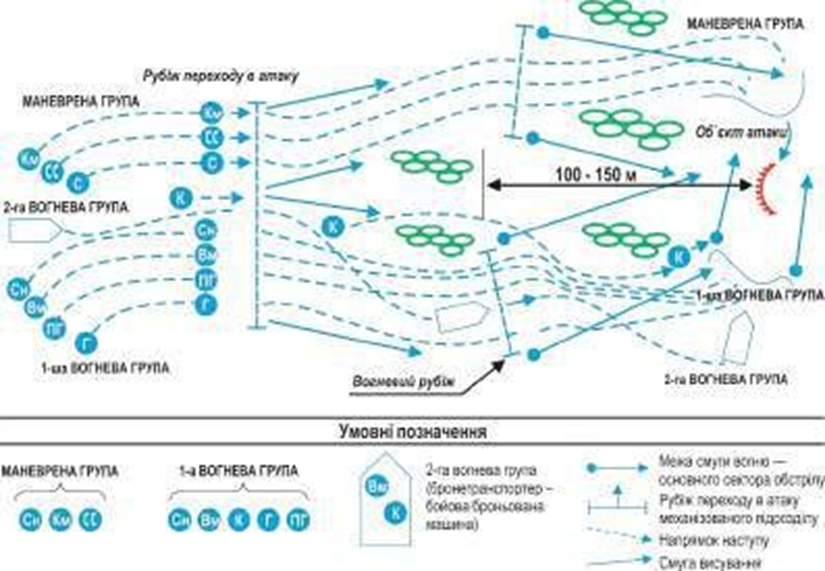 МАНЕВРЕНА ГРУПА
Рубіж переходу в атаку
МАНЕВРЕНА ГРУПА
Км
СС
С
Км
СС
С
Об'єкт атаки
100 - 150 м
К
2-га ВОГНЕВА ГРУПА
К
Сн
Вм
ПГ
Г
К
Сн
Вм
ПГ
Г
1-ша ВОГНЕВА ГРУПА
1-ша ВОГНЕВА ГРУПА
Вогневий рубіж
2-га ВОГНЕВА ГРУПА
Умовні позначення
МАНЕВРЕНА ГРУПА
Сн Км СС
1-а ВОГНЕВА ГРУПА
Сн Вм К Г ПГ
Вм
К
2-га вогнева група
(бронетранспортер –
бойова броньована
машина)
Межа смуги вогню —
основного сектора обстрілу
Рубіж переходу в атаку
механізованого підрозділу
Напрямок наступу
Смуга висування